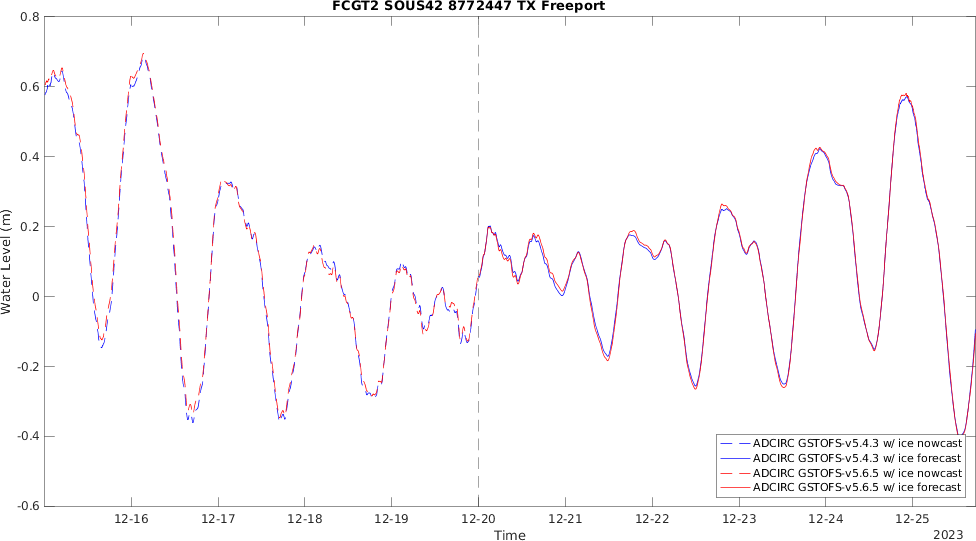 FCGT2 SOUS42 8772447 TX Freeport
0.8
0.6
0.4
0.2
0
-0.2
-0.4
-0.6
Water Level (m)
12-16 12-17 12-18 12-19 12-20 12-21 12-22 12-23 12-24 12-25
Time
2023
ADCIRC GSTOFS-v5.4.3 w/ ice nowcast
ADCIRC GSTOFS-v5.4.3 w/ ice forecast
ADCIRC GSTOFS-v5.6.5 w/ ice nowcast
ADCIRC GSTOFS-v5.6.5 w/ ice forecast